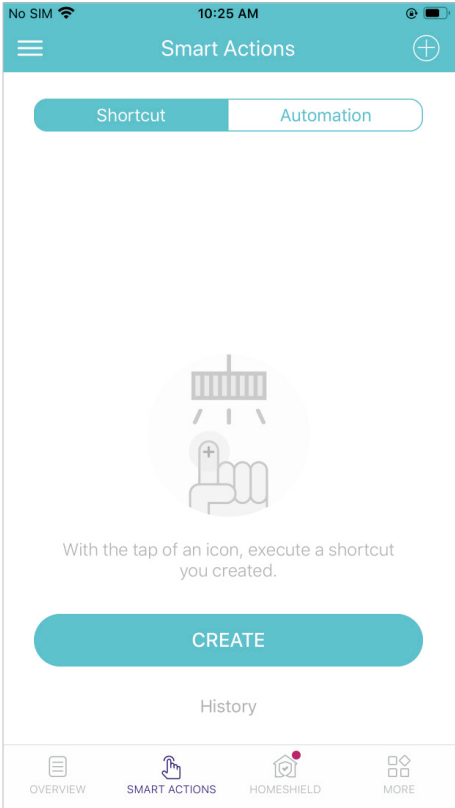 No SIM 10:25 AM
Smart Actions
Shortcut Automation
With the tap of an icon, execute a shortcut
you created.
CREATE
History
OVERVIEW SMART ACTIONS HOMESHIELD MORE